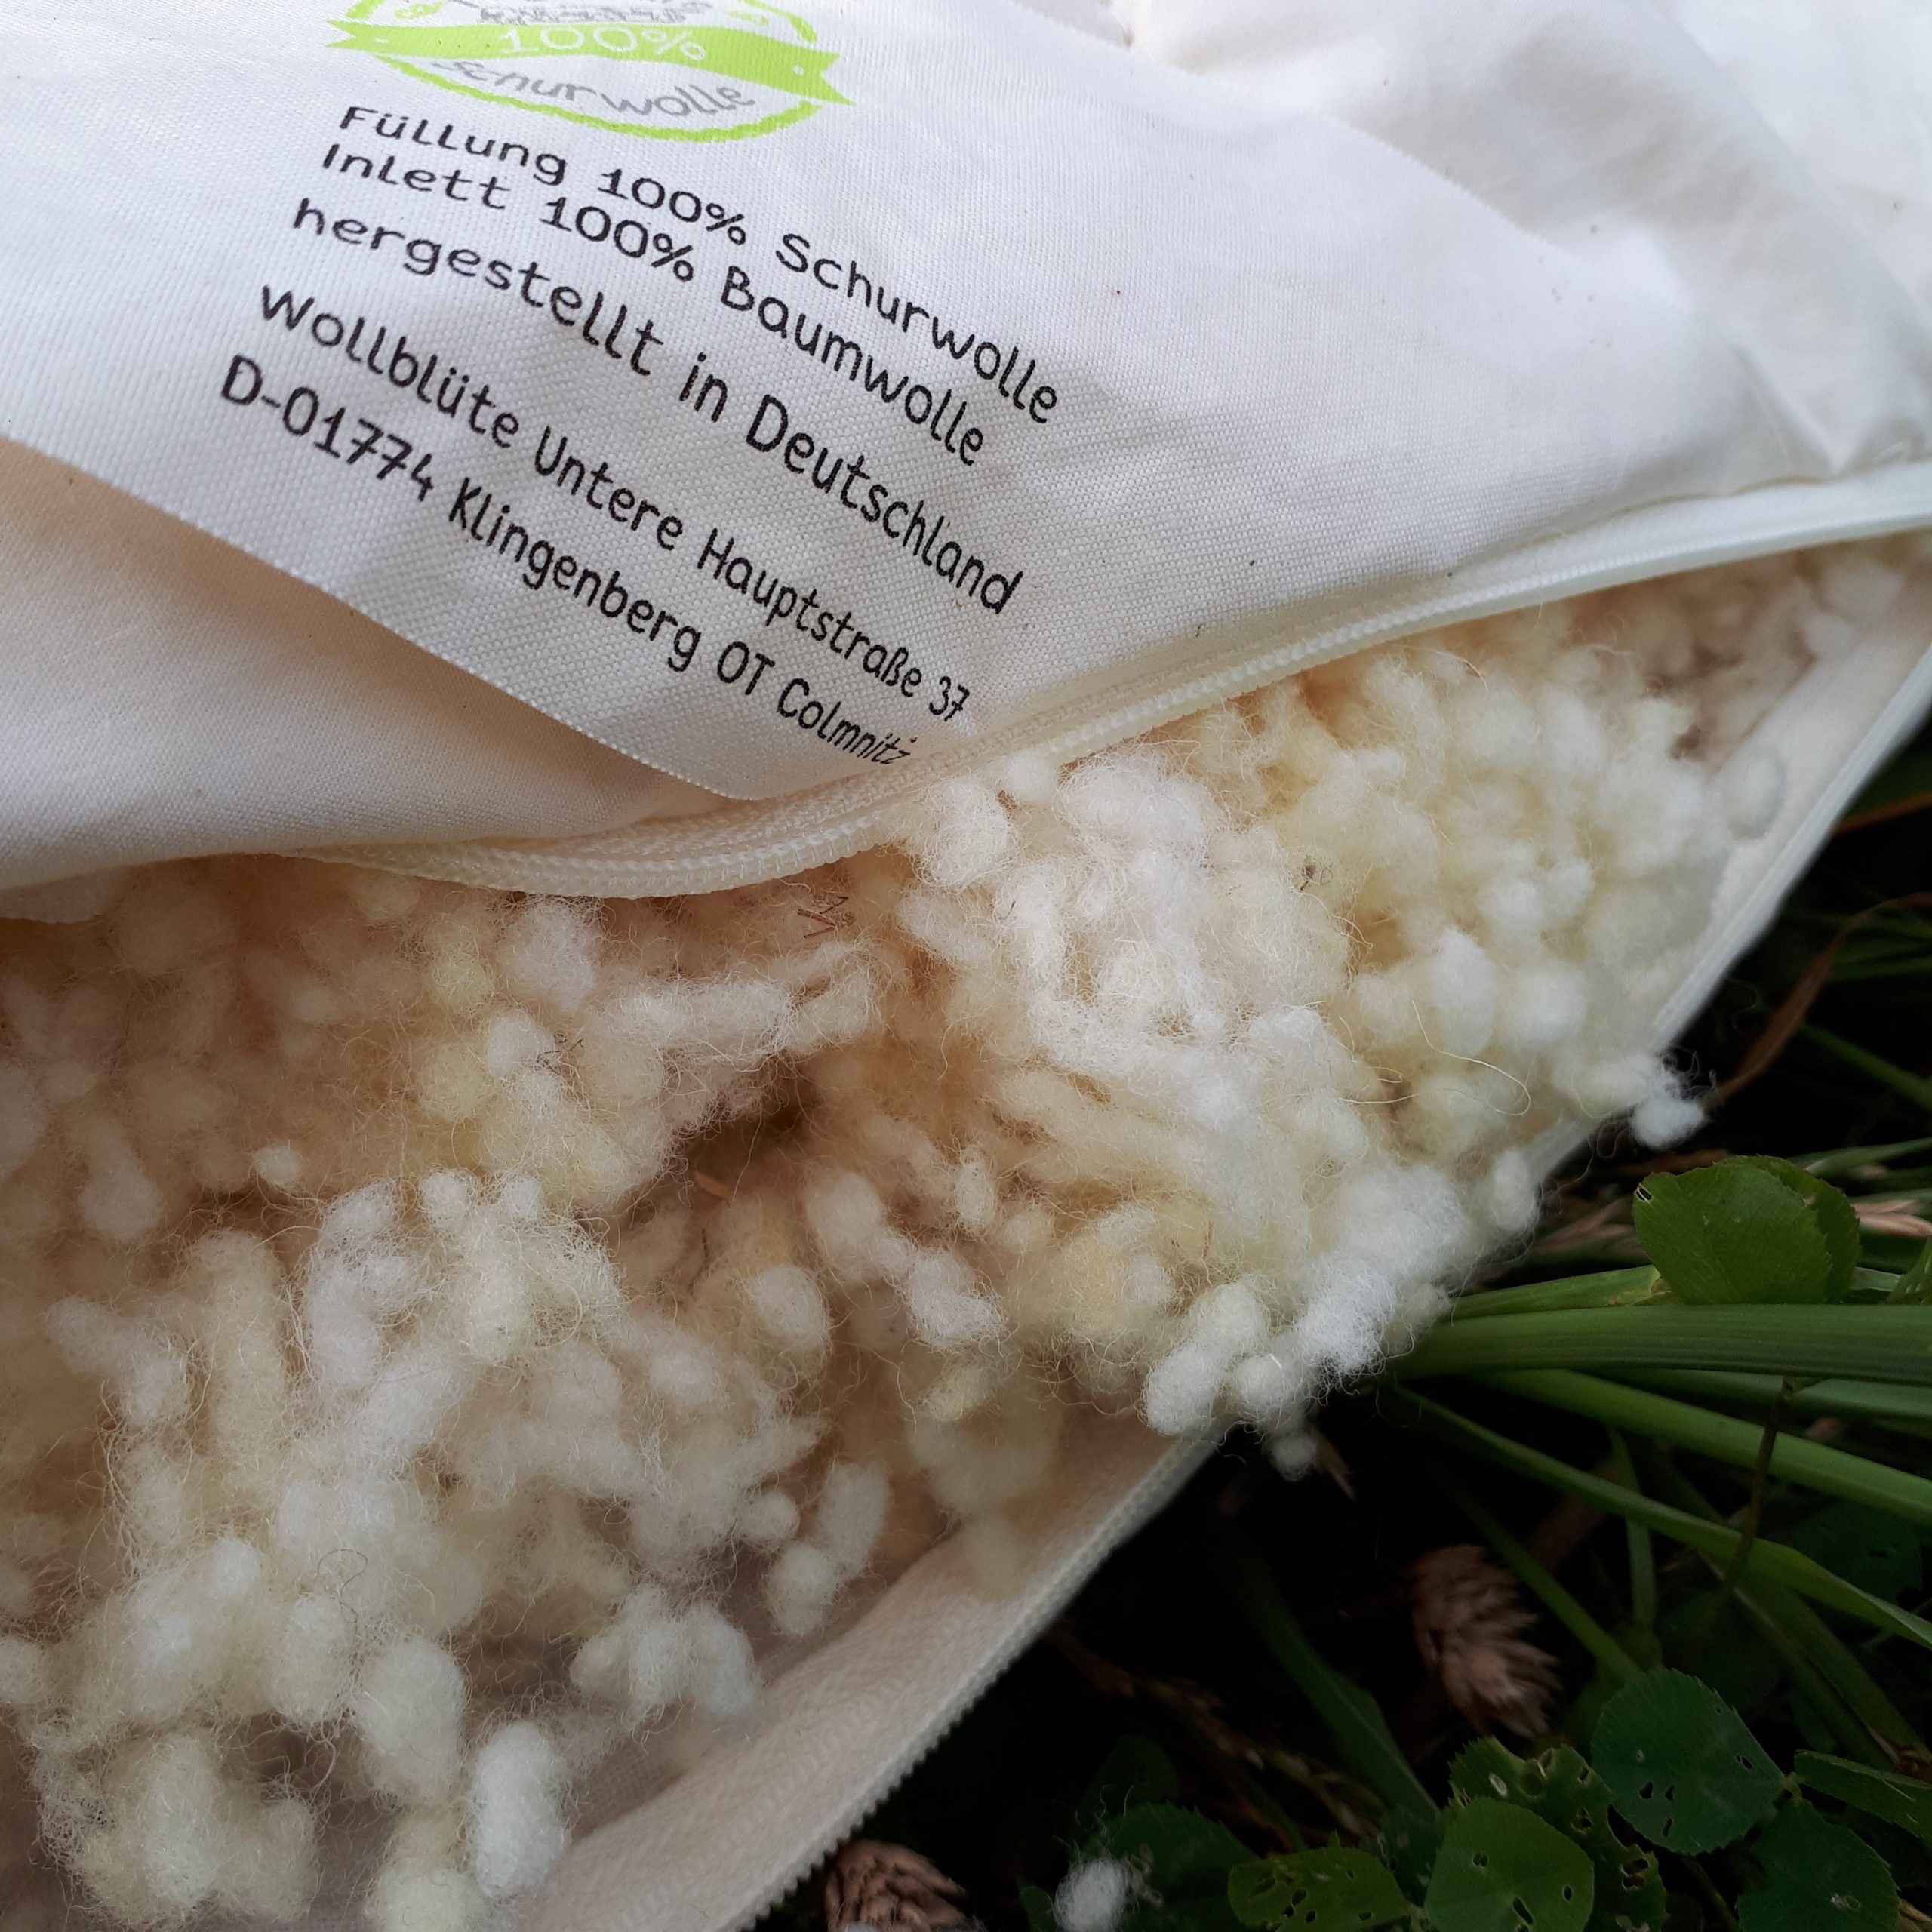 100%
Schurwolle
Füllung 100% Schurwolle
Inlett 100% Baumwolle
hergestellt in Deutschland
Wollblüte Untere Hauptstraße 37
D-01774 Klingenberg OT Colmnitz